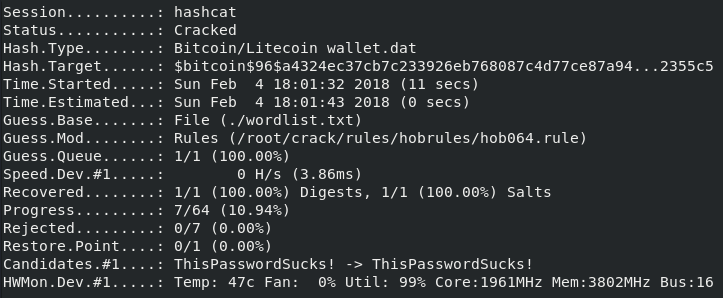 Session..........: hashcat
Status...........: Cracked
Hash.Type........: Bitcoin/Litecoin wallet.dat
Hash.Target......: $bitcoin$96$a4324ec37cb7c233926eb768087c4d77ce87a94...2355c5
Time.Started.....: Sun Feb  4 18:01:32 2018 (11 secs)
Time.Estimated...: Sun Feb  4 18:01:43 2018 (0 secs)
Guess.Base.......: File (./wordlist.txt)
Guess.Mod........: Rules (/root/crack/rules/hobrules/hob064.rule)
Guess.Queue......: 1/1 (100.00%)
Speed.Dev.#1.....:        0 H/s (3.86ms)
Recovered........: 1/1 (100.00%) Digests, 1/1 (100.00%) Salts
Progress.........: 7/64 (10.94%)
Rejected.........: 0/7 (0.00%)
Restore.Point....: 0/1 (0.00%)
Candidates.#1....: ThisPasswordSucks! -> ThisPasswordSucks!
HWMon.Dev.#1.....: Temp: 47c Fan:  0% Util: 99% Core:1961MHz Mem:3802MHz Bus:16